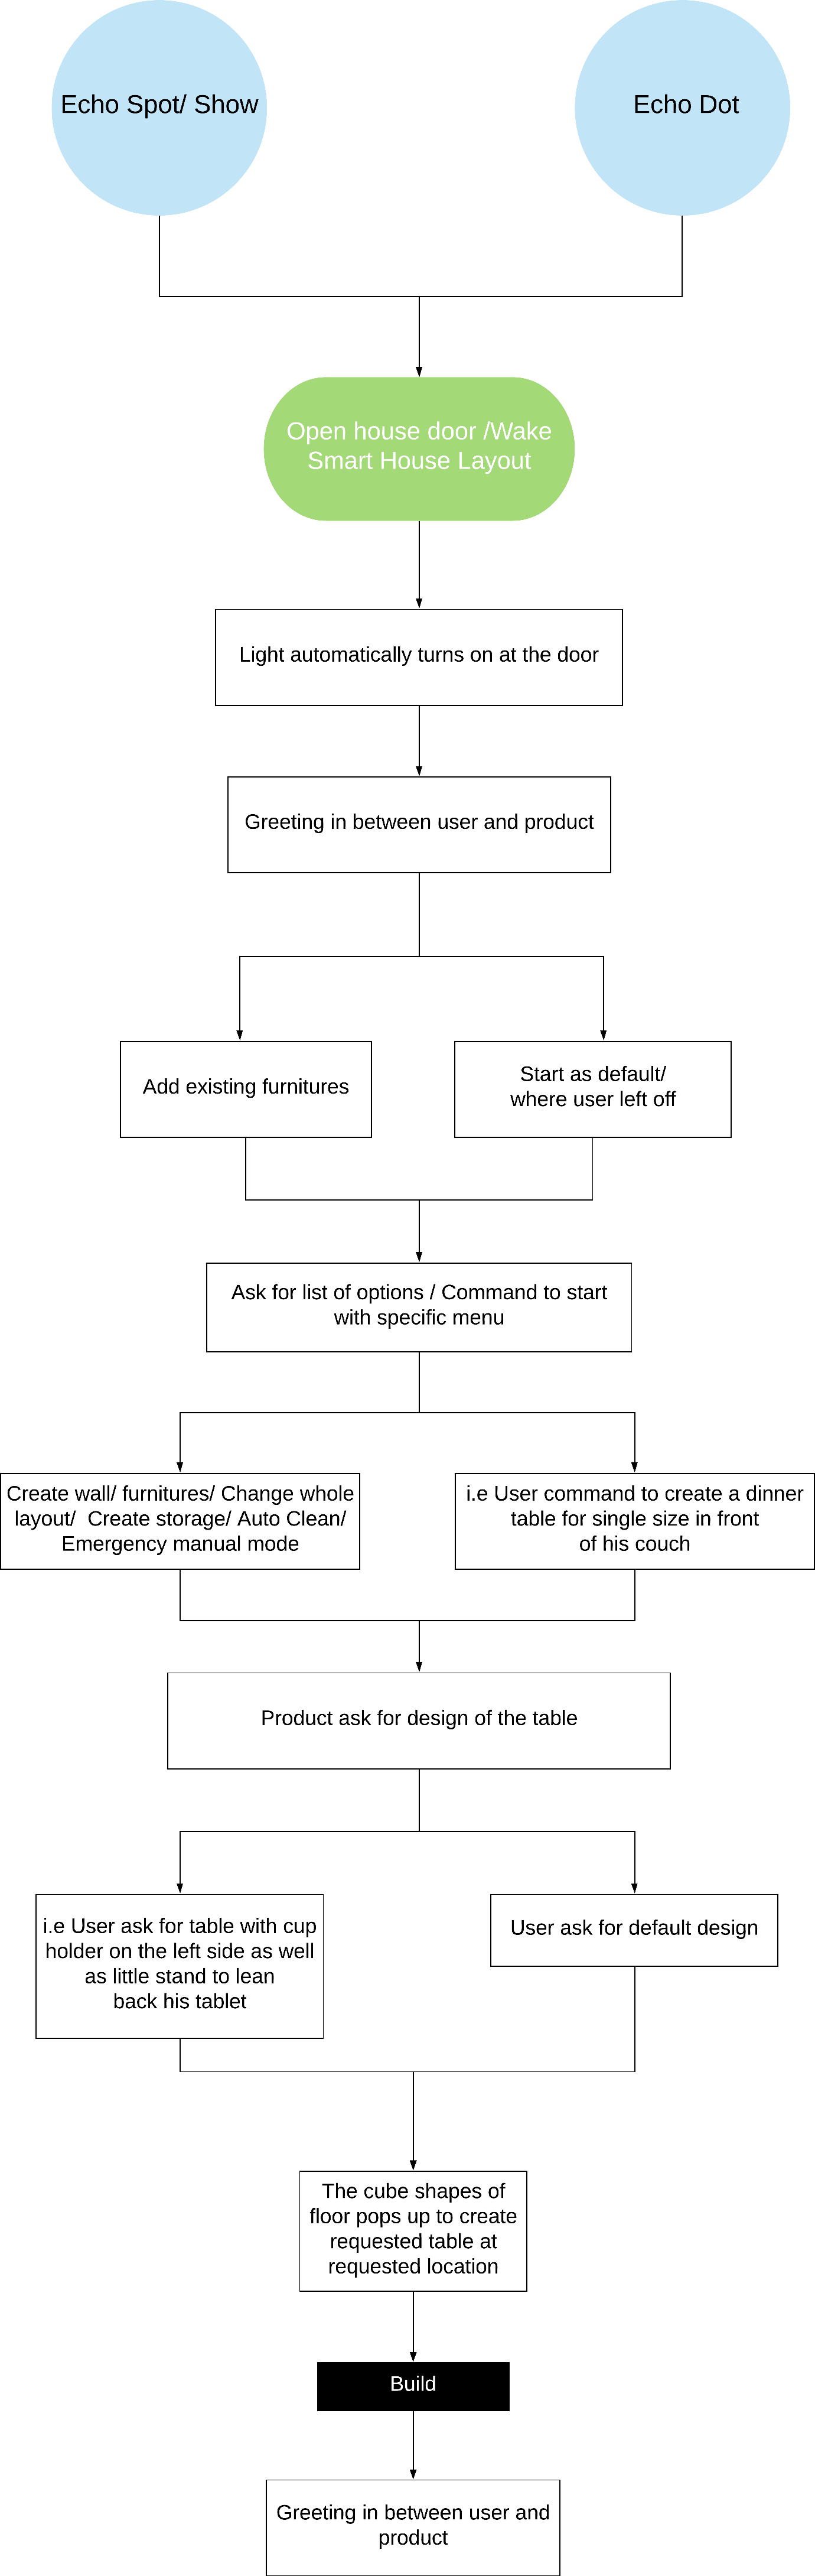 Echo Spot/ Show
Echo Dot
Open house door /Wake
Smart House Layout
Light automatically turns on at the door
Greeting in between user and product
Add existing furnitures
Start as default/
where user left off
Ask for list of options / Command to start
with specific menu
Create wall/ furnitures/ Change whole
layout/  Create storage/ Auto Clean/
Emergency manual mode
i.e User command to create a dinner
table for single size in front
of his couch
Product ask for design of the table
i.e User ask for table with cup
holder on the left side as well
as little stand to lean
back his tablet
User ask for default design
The cube shapes of
floor pops up to create
requested table at
requested location
Build
Greeting in between user and
product